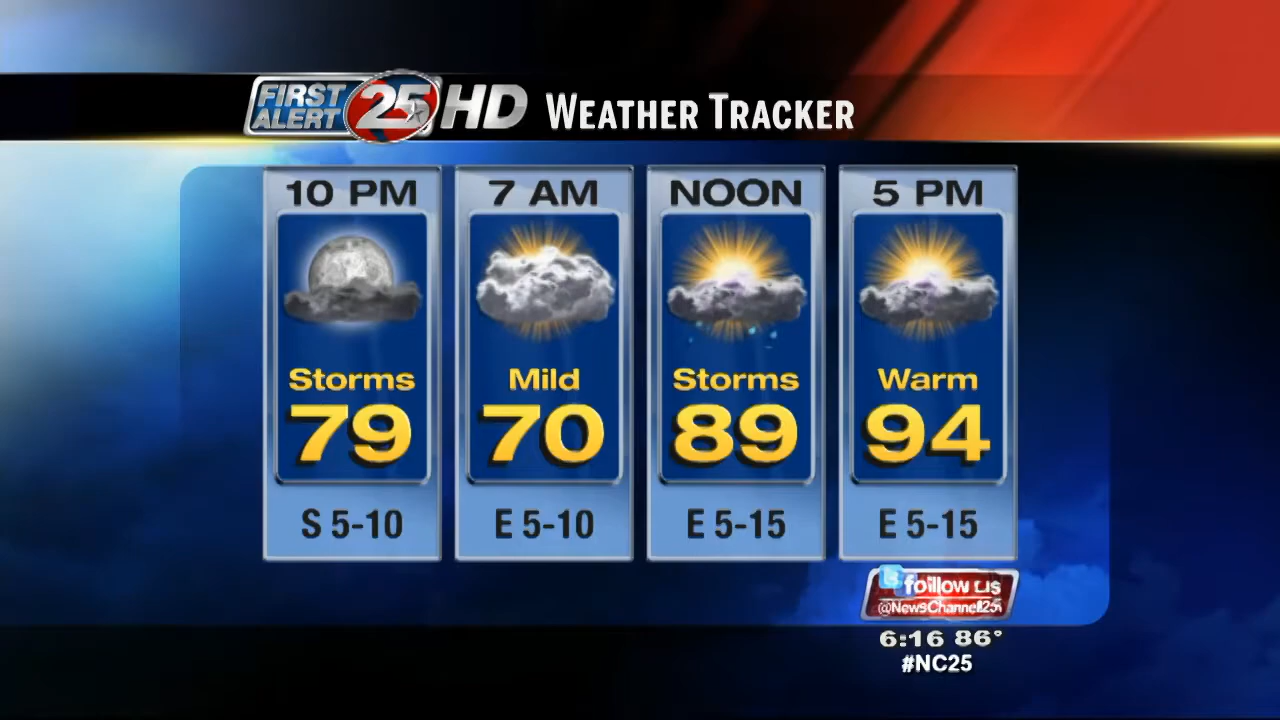 FIRST ALERT 25 HD WEATHER TRACKER
10 PM
Storms
79
S 5-10
7 AM
Mild
70
E 5-10
NOON
Storms
89
E 5-15
5 PM
Warm
94
E 5-15
follow us
@NewsChannel25
6:16 86°
#NC25